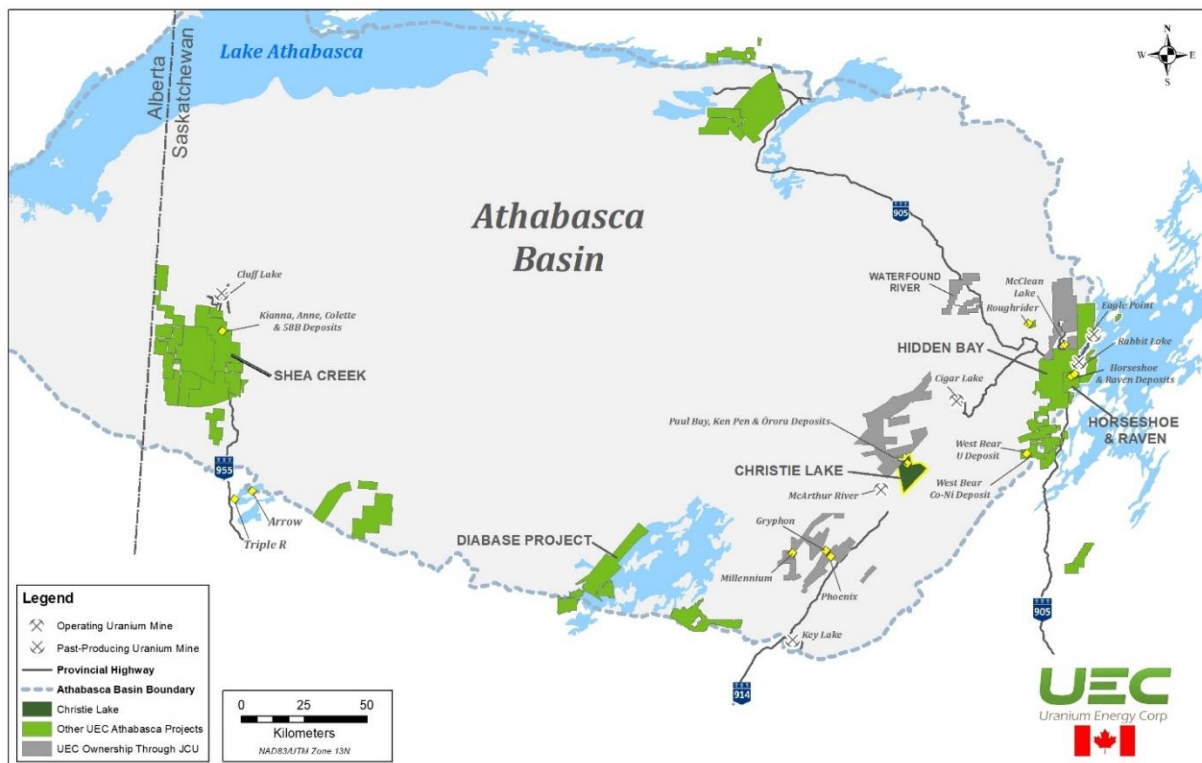 Lake Athabasca
Alberta
Saskatchewan
Athabasca
Basin
N
W
E
S
905
WATERFOUND
RIVER
McClean
Lake
Roughrider
Eagle Point
Rabbit Lake
HIDDEN BAY
Horseshoe
& Raven Deposits
HORSESHOE
& RAVEN
Cluff Lake
Kianna, Anne, Colette
& 58B Deposits
SHEA CREEK
Cigar Lake
Paul Bay, Ken Pen & Ōrora Deposits
CHRISTIE LAKE
McArthur River
West Bear
U Deposit
West Bear
Co-Ni Deposit
955
Arrow
Triple R
DIABASE PROJECT
Gryphon
Millennium
Phoenix
Key Lake
914
905
Legend
Operating Uranium Mine
Past-Producing Uranium Mine
Provincial Highway
Athabasca Basin Boundary
Christie Lake
Other UEC Athabasca Projects
UEC Ownership Through JCU
0 25 50
Kilometers
NAD83/UTM Zone 13N
UEC
Uranium Energy Corp